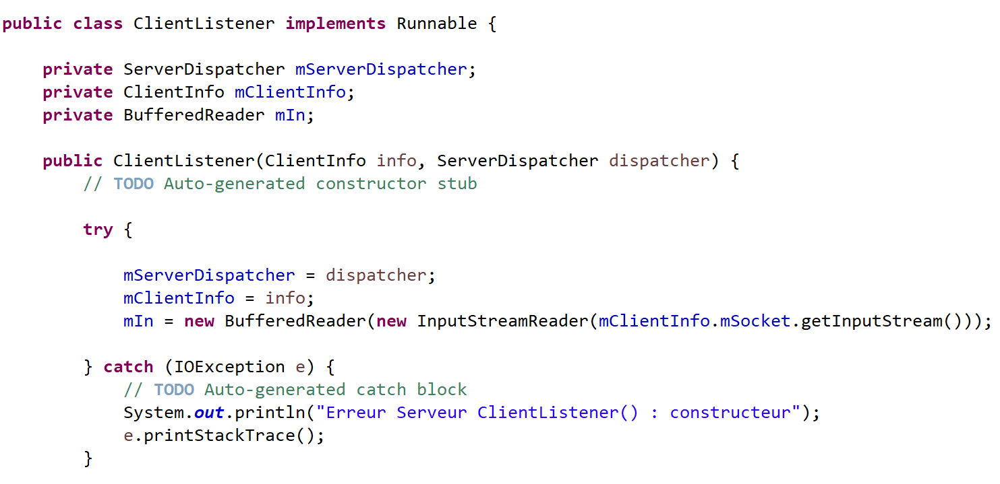 public class ClientListener implements Runnable {
private ServerDispatcher mServerDispatcher;
private ClientInfo mClientInfo;
private BufferedReader mIn;
public ClientListener(ClientInfo info, ServerDispatcher dispatcher) {
// TODO Auto-generated constructor stub
try {
mServerDispatcher = dispatcher;
mClientInfo = info;
mIn = new BufferedReader(new InputStreamReader(mClientInfo.mSocket.getInputStream()));
} catch (IOException e) {
// TODO Auto-generated catch block
System.out.println("Erreur Serveur ClientListener() : constructeur");
e.printStackTrace();
}